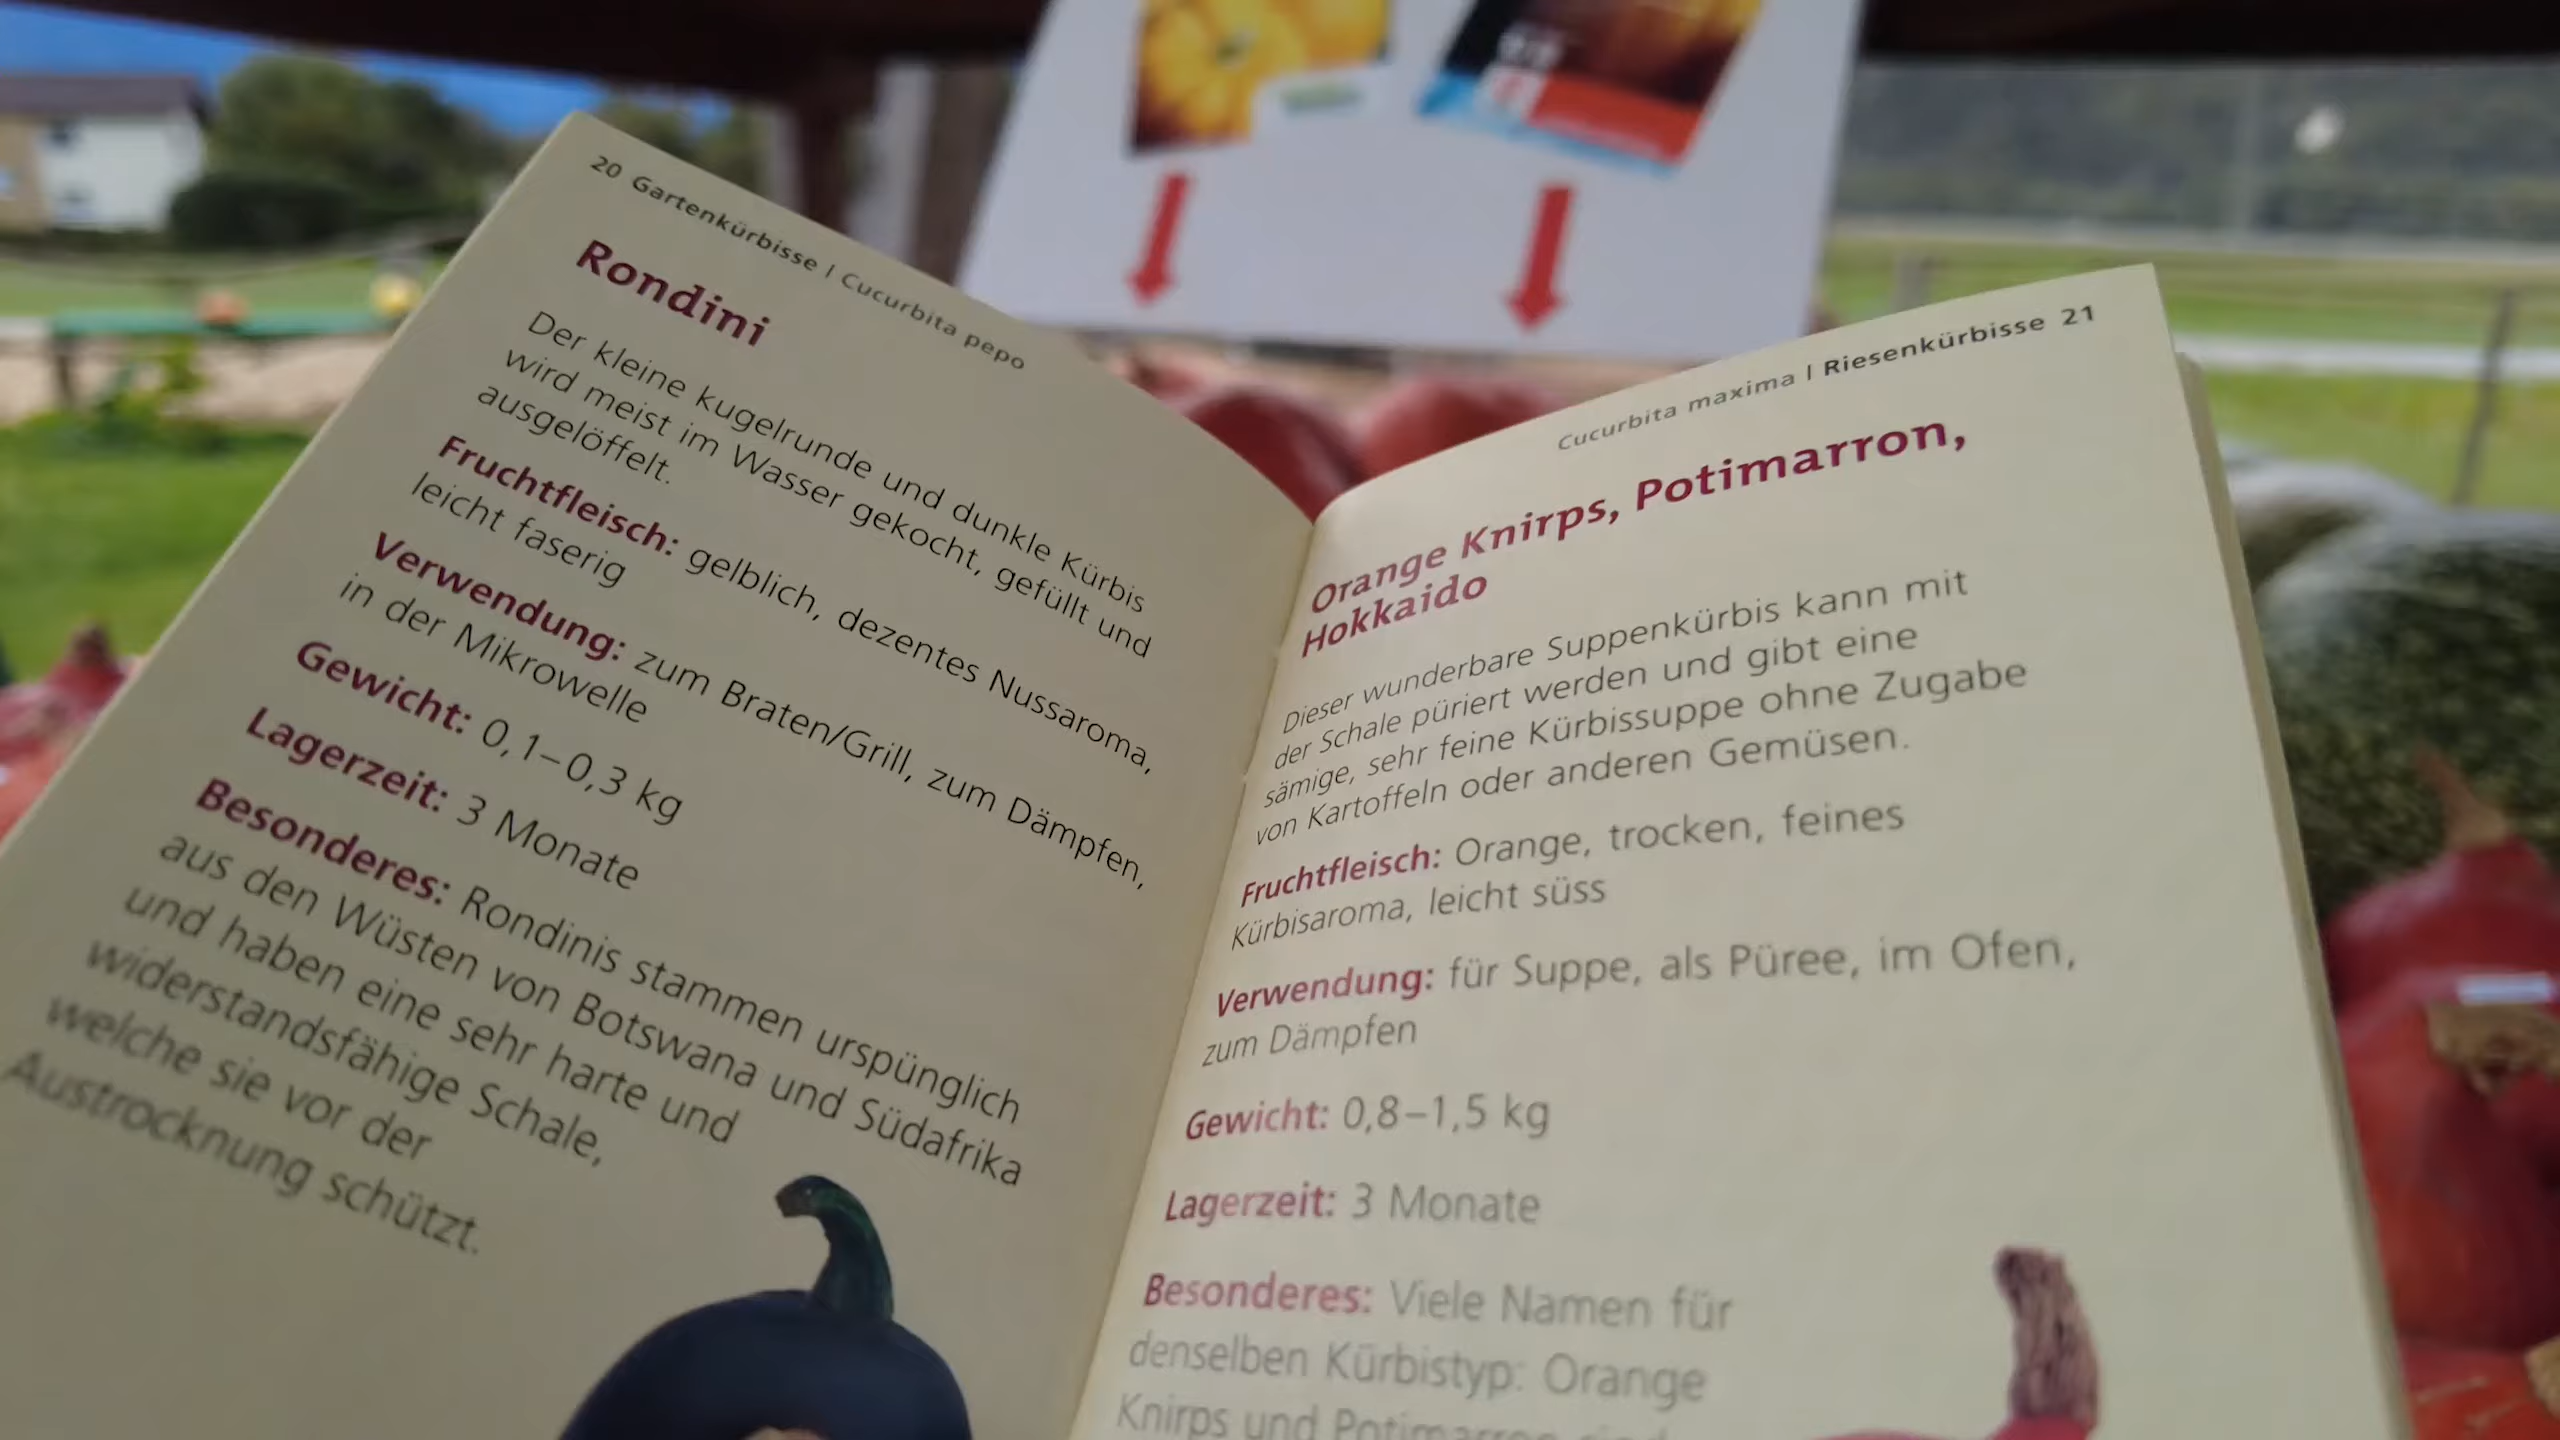 20 Gartenkürbisse | Cucurbita pepo
Rondini
Der kleine kugelrunde und dunkle Kürbis
wird meist im Wasser gekocht, gefüllt und
ausgelöffelt.
Fruchtfleisch: gelblich, dezentes Nussaroma,
leicht faserig
Verwendung: zum Braten/Grill, zum Dämpfen,
in der Mikrowelle
Gewicht: 0,1–0,3 kg
Lagerzeit: 3 Monate
Besonderes: Rondinis stammen urspünglich
aus den Wüsten von Botswana und Südafrika
und haben eine sehr harte und
widerstandsfähige Schale,
welche sie vor der
Austrocknung schützt.
Cucurbita maxima | Riesenkürbisse 21
Orange Knirps, Potimarron,
Hokkaido
Dieser wunderbare Suppenkürbis kann mit
der Schale püriert werden und gibt eine
sämige, sehr feine Kürbissuppe ohne Zugabe
von Kartoffeln oder anderen Gemüsen.
Fruchtfleisch: Orange, trocken, feines
Kürbisaroma, leicht süss
Verwendung: für Suppe, als Püree, im Ofen,
zum Dämpfen
Gewicht: 0,8–1,5 kg
Lagerzeit: 3 Monate
Besonderes: Viele Namen für
denselben Kürbistyp: Orange
Knirps und Potimarron sind